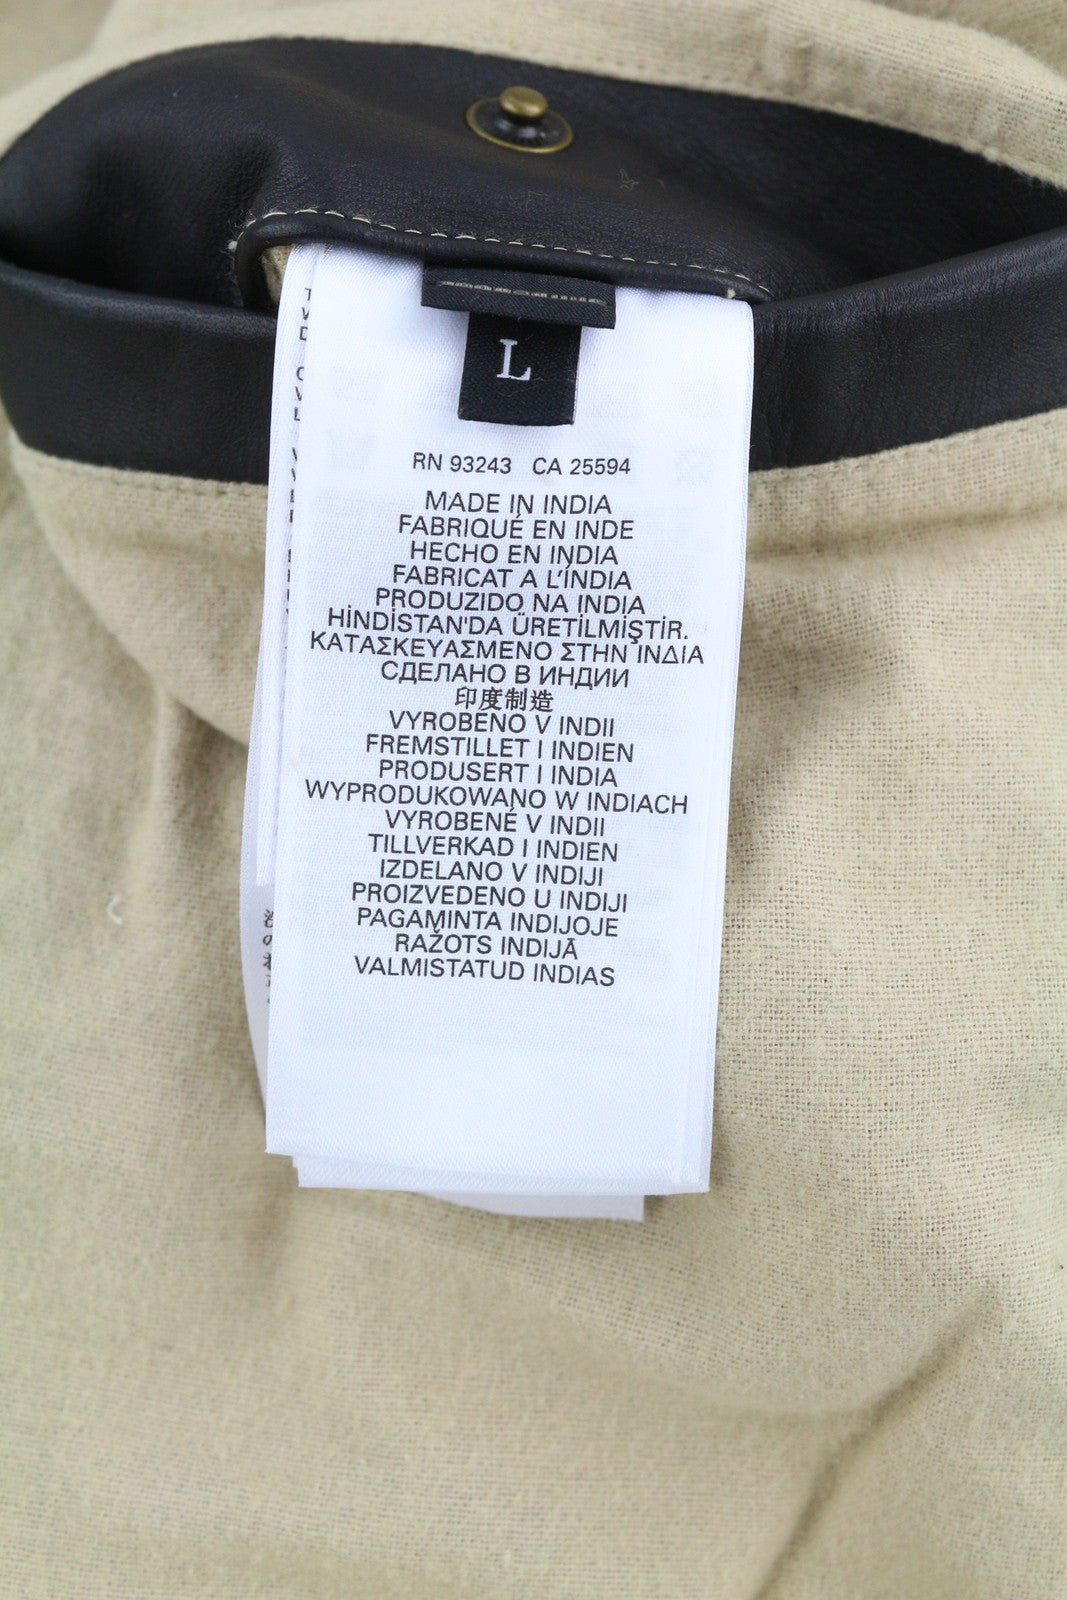 L
RN 93243 CA 25594
MADE IN INDIA
FABRIQUÉ EN INDE
HECHO EN INDIA
FABRICAT A L'ÍNDIA
PRODUZIDO NA INDIA
HİNDİSTAN'DA ÜRETİLMİŞTİR.
ΚΑΤΑΣΚΕΥΑΣΜΕΝΟ ΣΤΗΝ ΙΝΔΙΑ
СДЕЛАНО В ИНДИИ
印度制造
VYROBENO V INDII
FREMSTILLET I INDIEN
PRODUSERT I INDIA
WYPRODUKOWANO W INDIACH
VYROBENÉ V INDII
TILLVERKAD I INDIEN
IZDELANO V INDIJI
PROIZVEDENO U INDIJI
PAGAMINTA INDIJOJE
RAŽOTS INDIJĀ
VALMISTATUD INDIAS